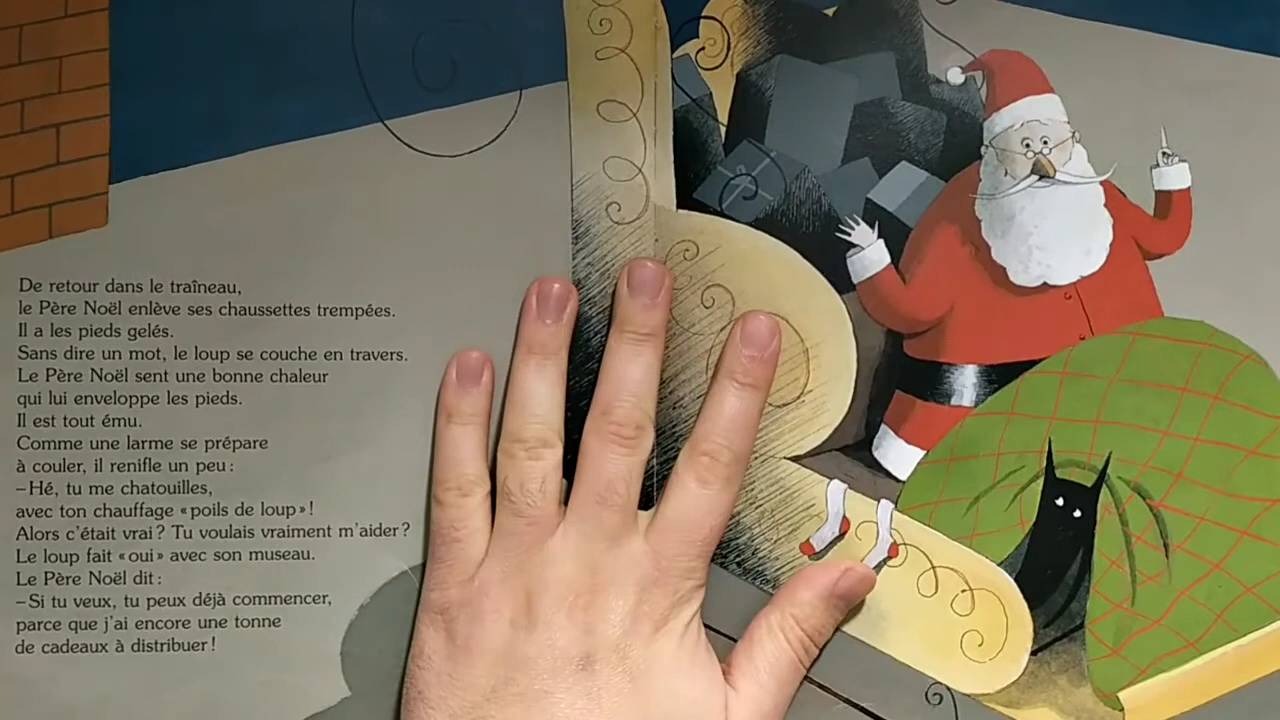 De retour dans le traîneau,
le Père Noël enlève ses chaussettes trempées.
Il a les pieds gelés.
Sans dire un mot, le loup se couche en travers.
Le Père Noël sent une bonne chaleur
qui lui enveloppe les pieds.
Il est tout ému.
Comme une larme se prépare
à couler, il renifle un peu :
– Hé, tu me chatouilles,
avec ton chauffage « poils de loup » !
Alors c'était vrai ? Tu voulais vraiment m'aider ?
Le loup fait « oui » avec son museau.
Le Père Noël dit :
– Si tu veux, tu peux déjà commencer,
parce que j'ai encore une tonne
de cadeaux à distribuer !